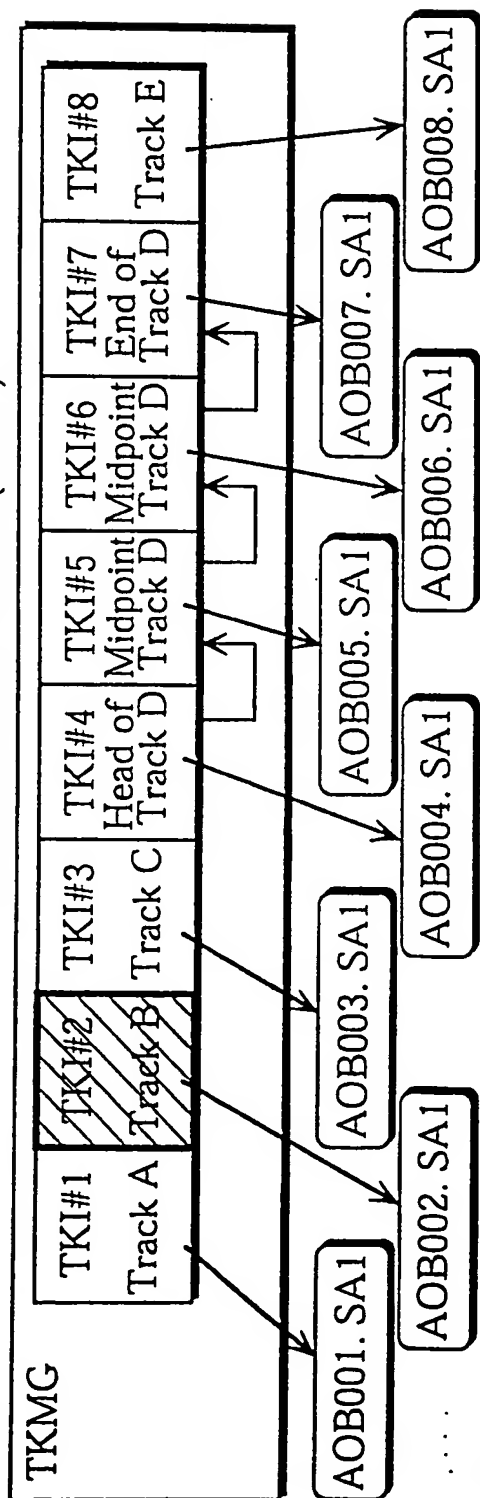 TKMG
TKI#1
Track A
TKI#2
Track B
TKI#3
Track C
TKI#4
Head of
Track D
TKI#5
Midpoint
Track D
TKI#6
Midpoint
Track D
TKI#7
End of
Track D
TKI#8
Track E
AOB001. SA1
AOB002. SA1
AOB003. SA1
AOB004. SA1
AOB005. SA1
AOB006. SA1
AOB007. SA1
AOB008. SA1
....